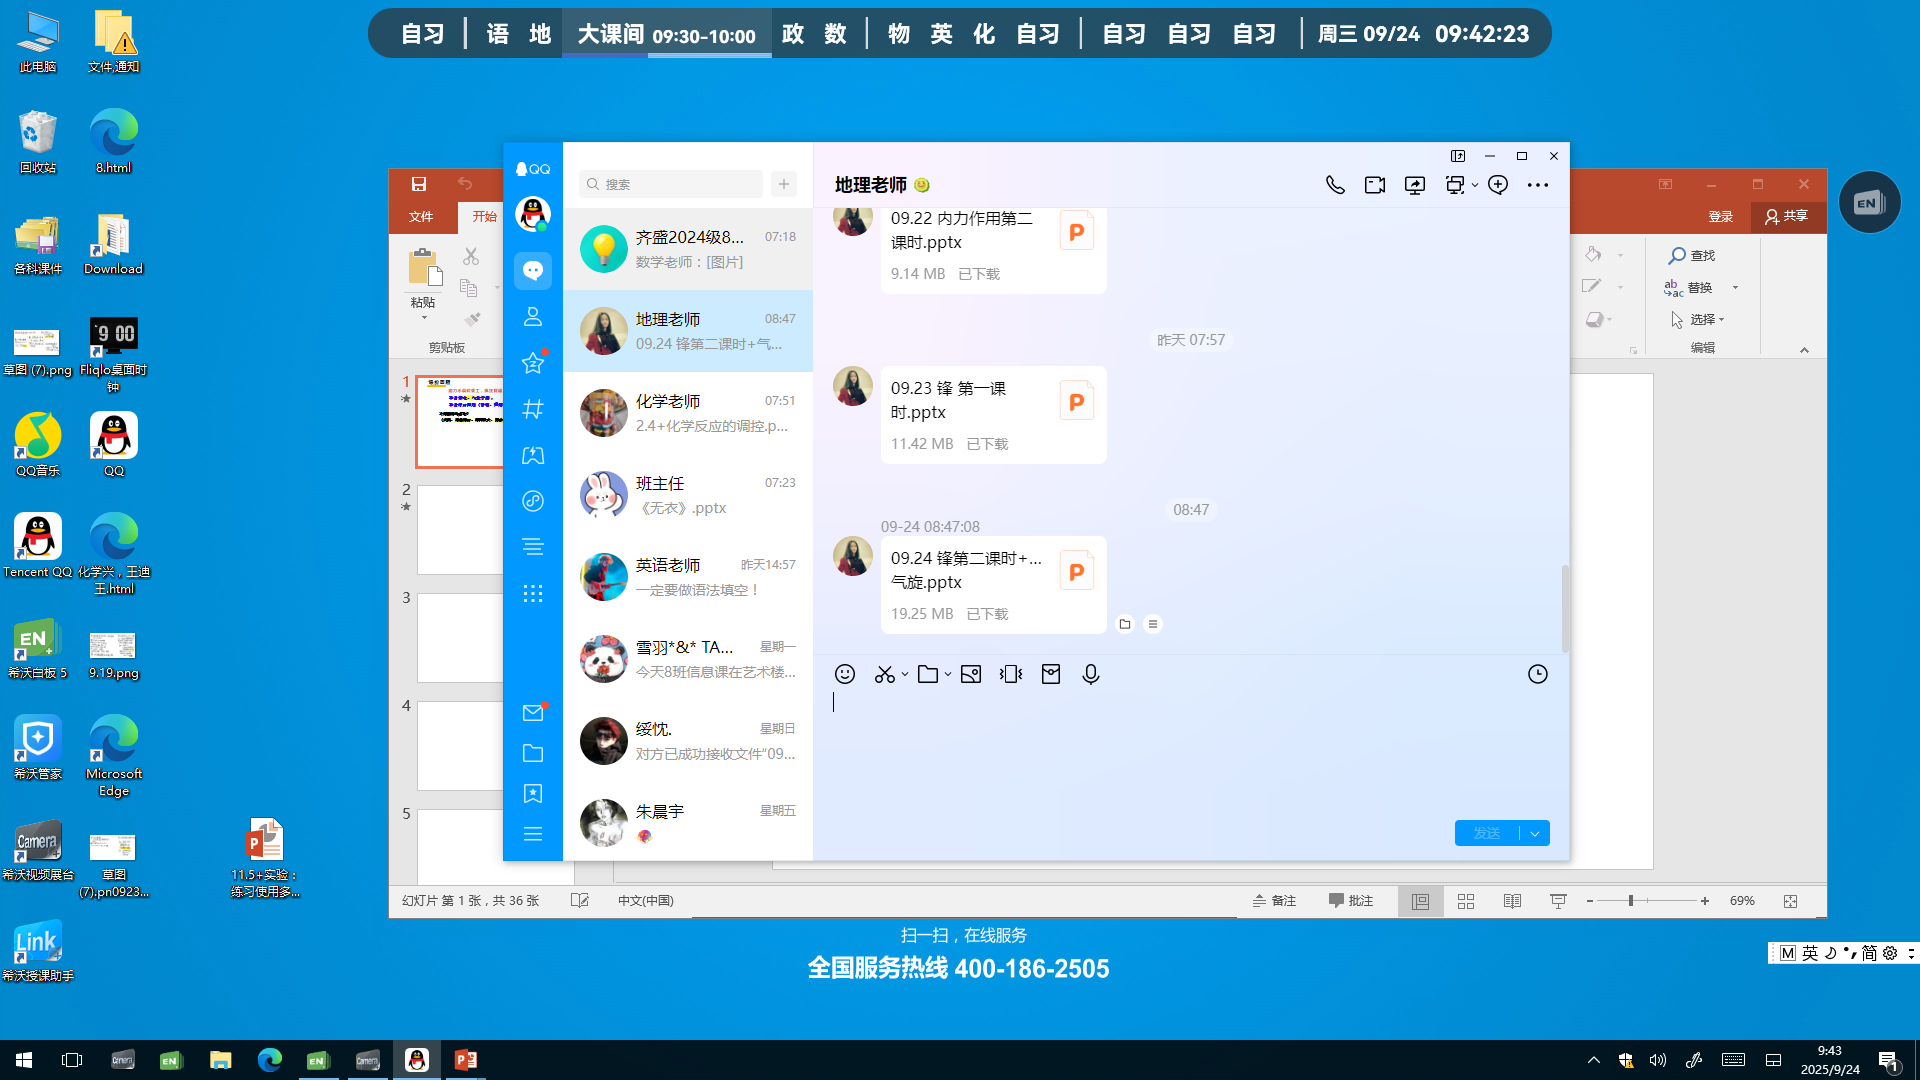 自习 | 语 地 大课间 09:30-10:00 政 数 | 物 英 化 自习 | 自习 自习 自习 | 周三 09/24 09:42:23
此电脑
文件,通知
回收站
8.html
各科课件
Download
草图 (7).png
Fliqlo桌面时钟
9 00
QQ音乐
QQ
Tencent QQ
化学兴，王迪王.html
EN
希沃白板 5
9.19.png
希沃管家
Microsoft Edge
Camera
希沃视频展台
草图 (7).pn0923...
11.5+实验：练习使用多...
Link
希沃授课助手
文件
开始
登录
共享
粘贴
剪贴板
查找
替换
选择
编辑
1
2
3
4
5
幻灯片 第 1 张，共 36 张
中文(中国)
备注
批注
69%
QQ
搜索
齐盛2024级8...
07:18
数学老师：[图片]
地理老师
08:47
09.24 锋第二课时+气...
化学老师
07:51
2.4+化学反应的调控.p...
班主任
07:23
《无衣》.pptx
英语老师
昨天14:57
一定要做语法填空！
雪羽*&* TA...
星期一
今天8班信息课在艺术楼...
绥忱.
星期日
对方已成功接收文件“09...
朱晨宇
星期五
地理老师
09.22 内力作用第二
课时.pptx
9.14 MB 已下载
昨天 07:57
09.23 锋 第一课
时.pptx
11.42 MB 已下载
08:47
09-24 08:47:08
09.24 锋第二课时+...
气旋.pptx
19.25 MB 已下载
发送
EN
扫一扫，在线服务
全国服务热线 400-186-2505
M 英 简
9:43
2025/9/24
1